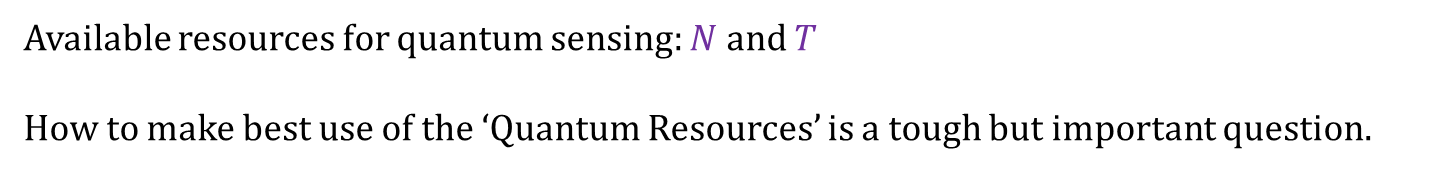 Available resources for quantum sensing: N and T
How to make best use of the ‘Quantum Resources’ is a tough but important question.